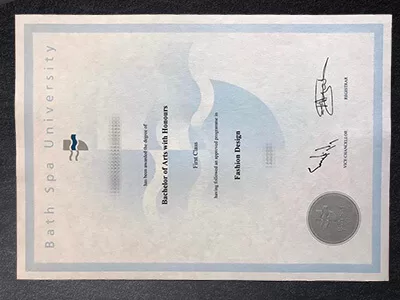 Bath Spa University
has been awarded the degree of
Bachelor of Arts with Honours
First Class
having followed an approved programme in
Fashion Design
VICE-CHANCELLOR
REGISTRAR